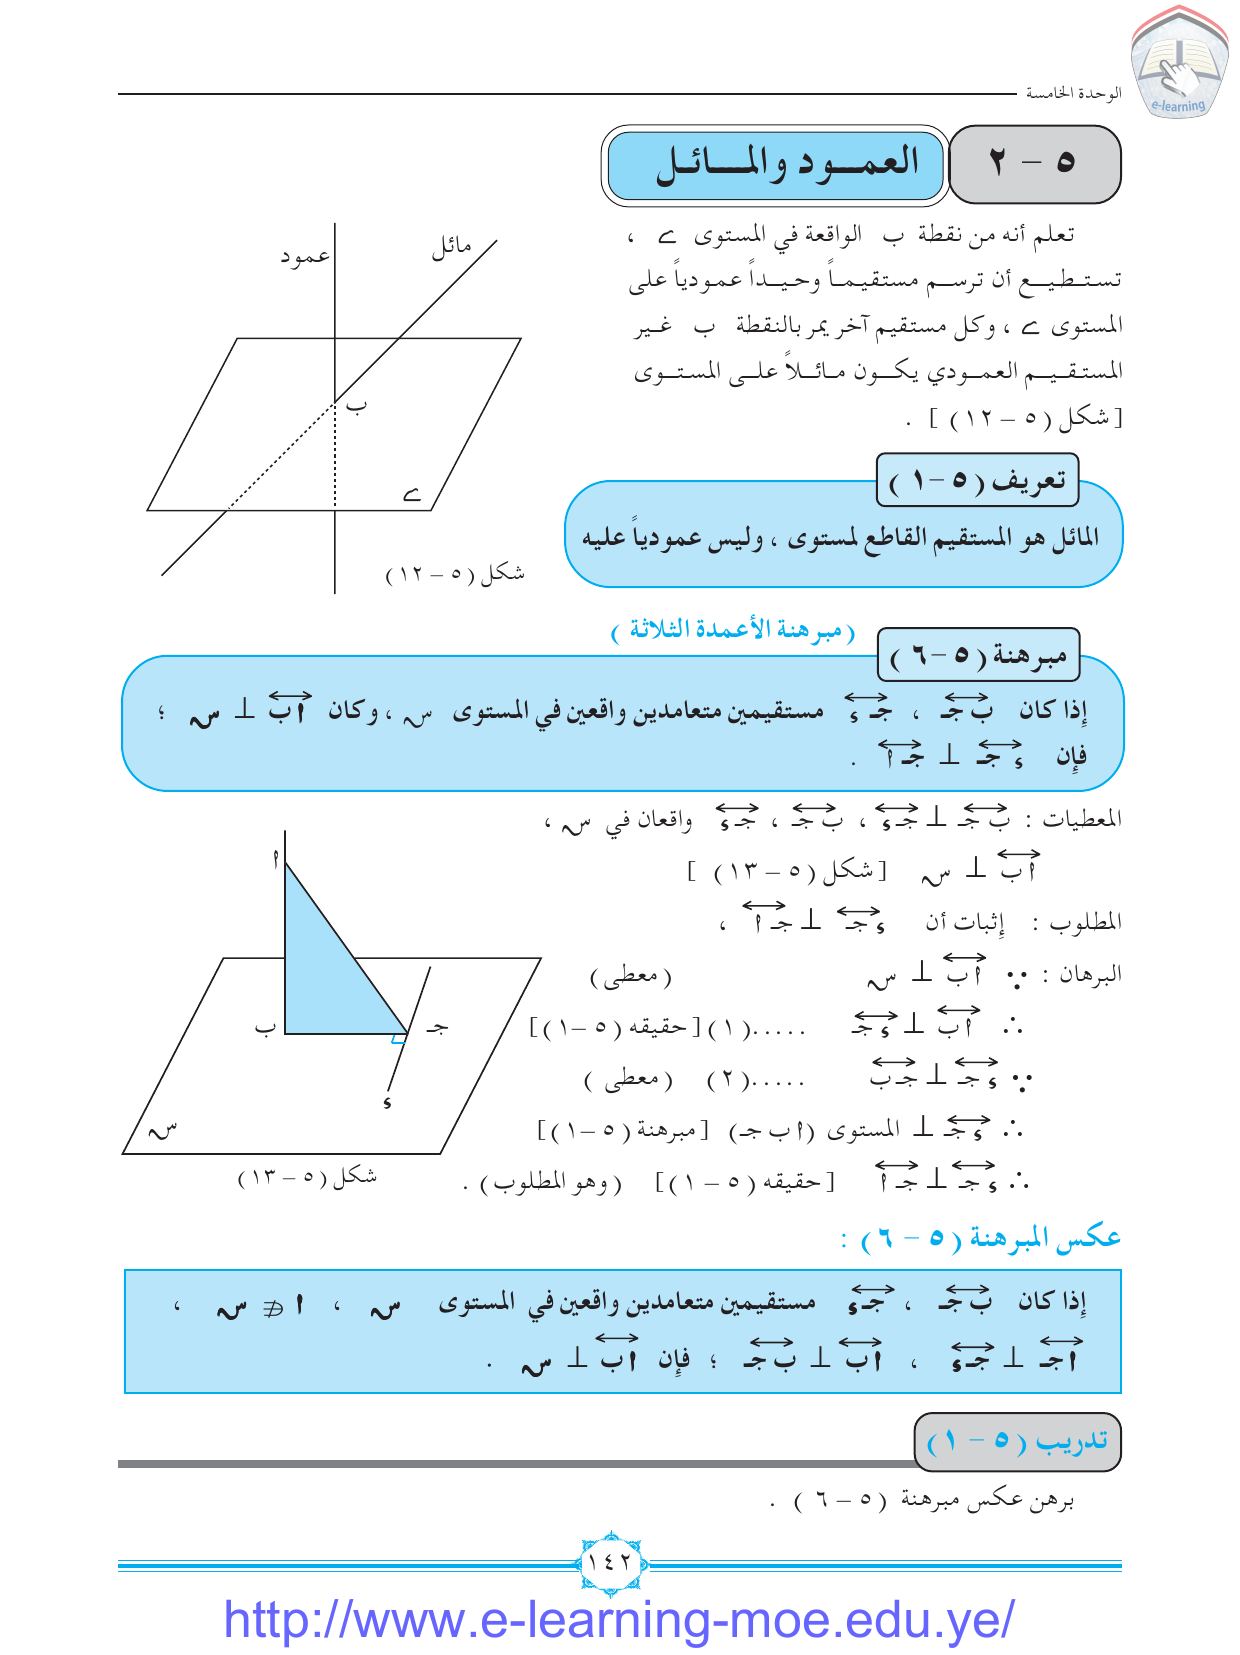 e-learning
الوحدة الخامسة
٥ – ٢ العمـــود والمـــائـل
تعلم أنه من نقطة ب الواقعة في المستوى ى ،
تستطيع أن ترسم مستقيماً وحيداً عمودياً على
المستوى ى ، وكل مستقيم آخر يمر بالنقطة ب غير
المستقيم العمودي يكون مائلاً على المستوى
[ شكل ( ٥ – ١٢ ) ] .
عمود
مائل
ب
ى
شكل ( ٥ – ١٢ )
تعريف ( ٥ –١ )
المائل هو المستقيم القاطع لمستوى ، وليس عمودياً عليه
مبرهنة ( ٥ –٦ ) ( مبرهنة الأعمدة الثلاثة )
إذا كان ب جـ ، جـ ء مستقيمين متعامدين واقعين في المستوى س ، وكان ا ب ⊥ س ؛
فإن ء جـ ⊥ جـ ا .
المعطيات : ب جـ ⊥ جـ ء ، ب جـ ، جـ ء واقعان في س ،
ا ب ⊥ س [ شكل ( ٥ – ١٣ ) ]
المطلوب : إثبات أن ء جـ ⊥ جـ ا ،
البرهان : ∵ ا ب ⊥ س ( معطى )
∴ ا ب ⊥ ء جـ .....( ١ ) [ حقيقه ( ٥ –١ ) ]
∵ ء جـ ⊥ جـ ب .....( ٢ ) ( معطى )
∴ ء جـ ⊥ المستوى ( ا ب جـ ) [ مبرهنة ( ٥ –١ ) ]
∴ ء جـ ⊥ جـ ا [ حقيقه ( ٥ – ١ ) ] ( وهو المطلوب ) .
ا
ب
جـ
ء
س
شكل ( ٥ – ١٣ )
عكس المبرهنة ( ٥ – ٦ ) :
إذا كان ب جـ ، جـ ء مستقيمين متعامدين واقعين في المستوى س ، ا ∉ س ،
ا جـ ⊥ جـ ء ، ا ب ⊥ ب جـ ؛ فإن ا ب ⊥ س .
تدريب ( ٥ – ١ )
برهن عكس مبرهنة ( ٥ – ٦ ) .
١٤٢
http://www.e-learning-moe.edu.ye/